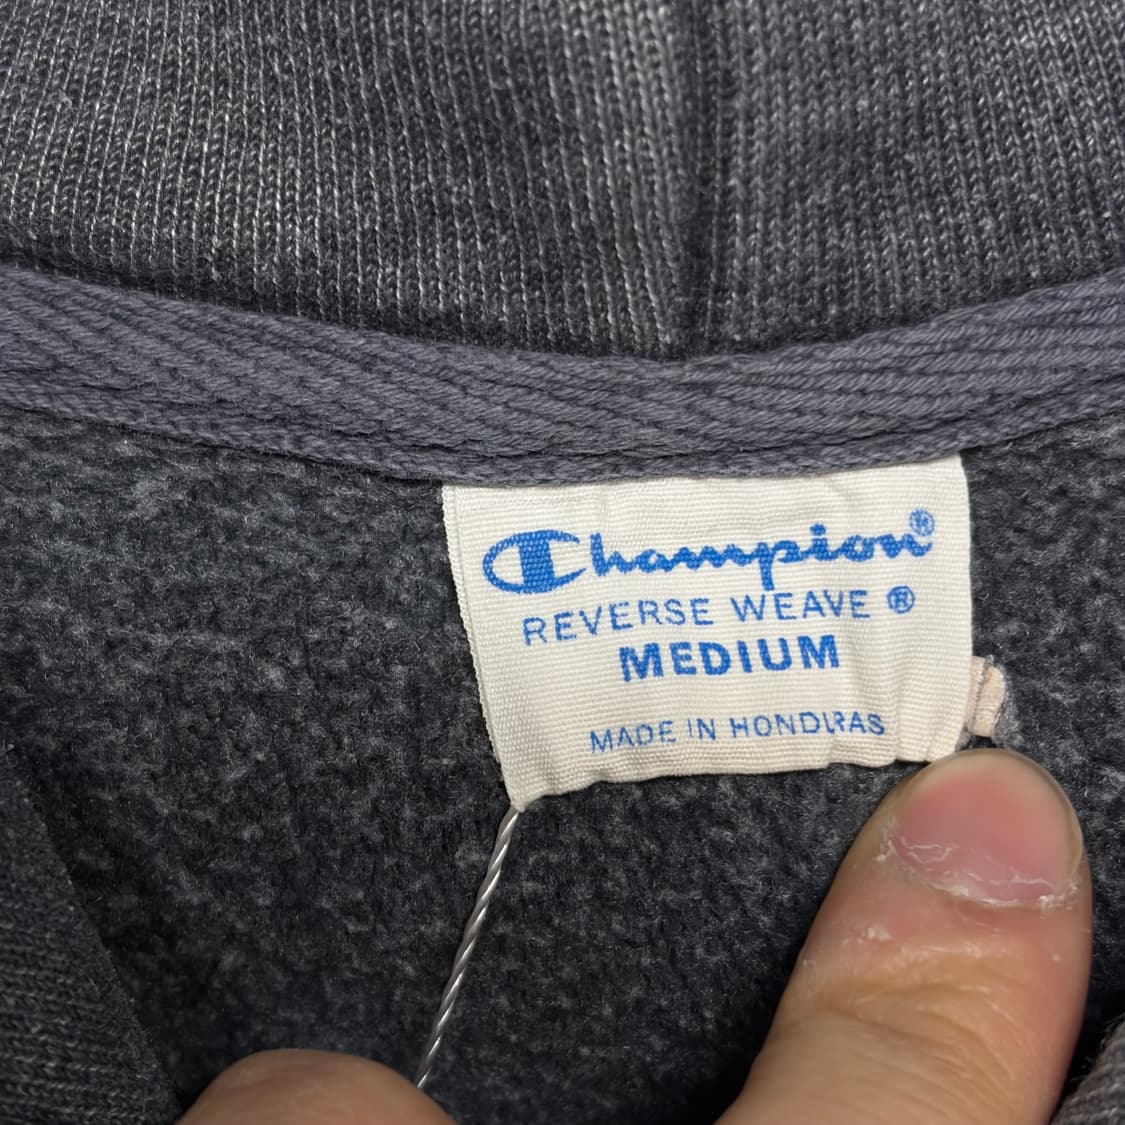 Champion®
REVERSE WEAVE ®
MEDIUM
MADE IN HONDURAS